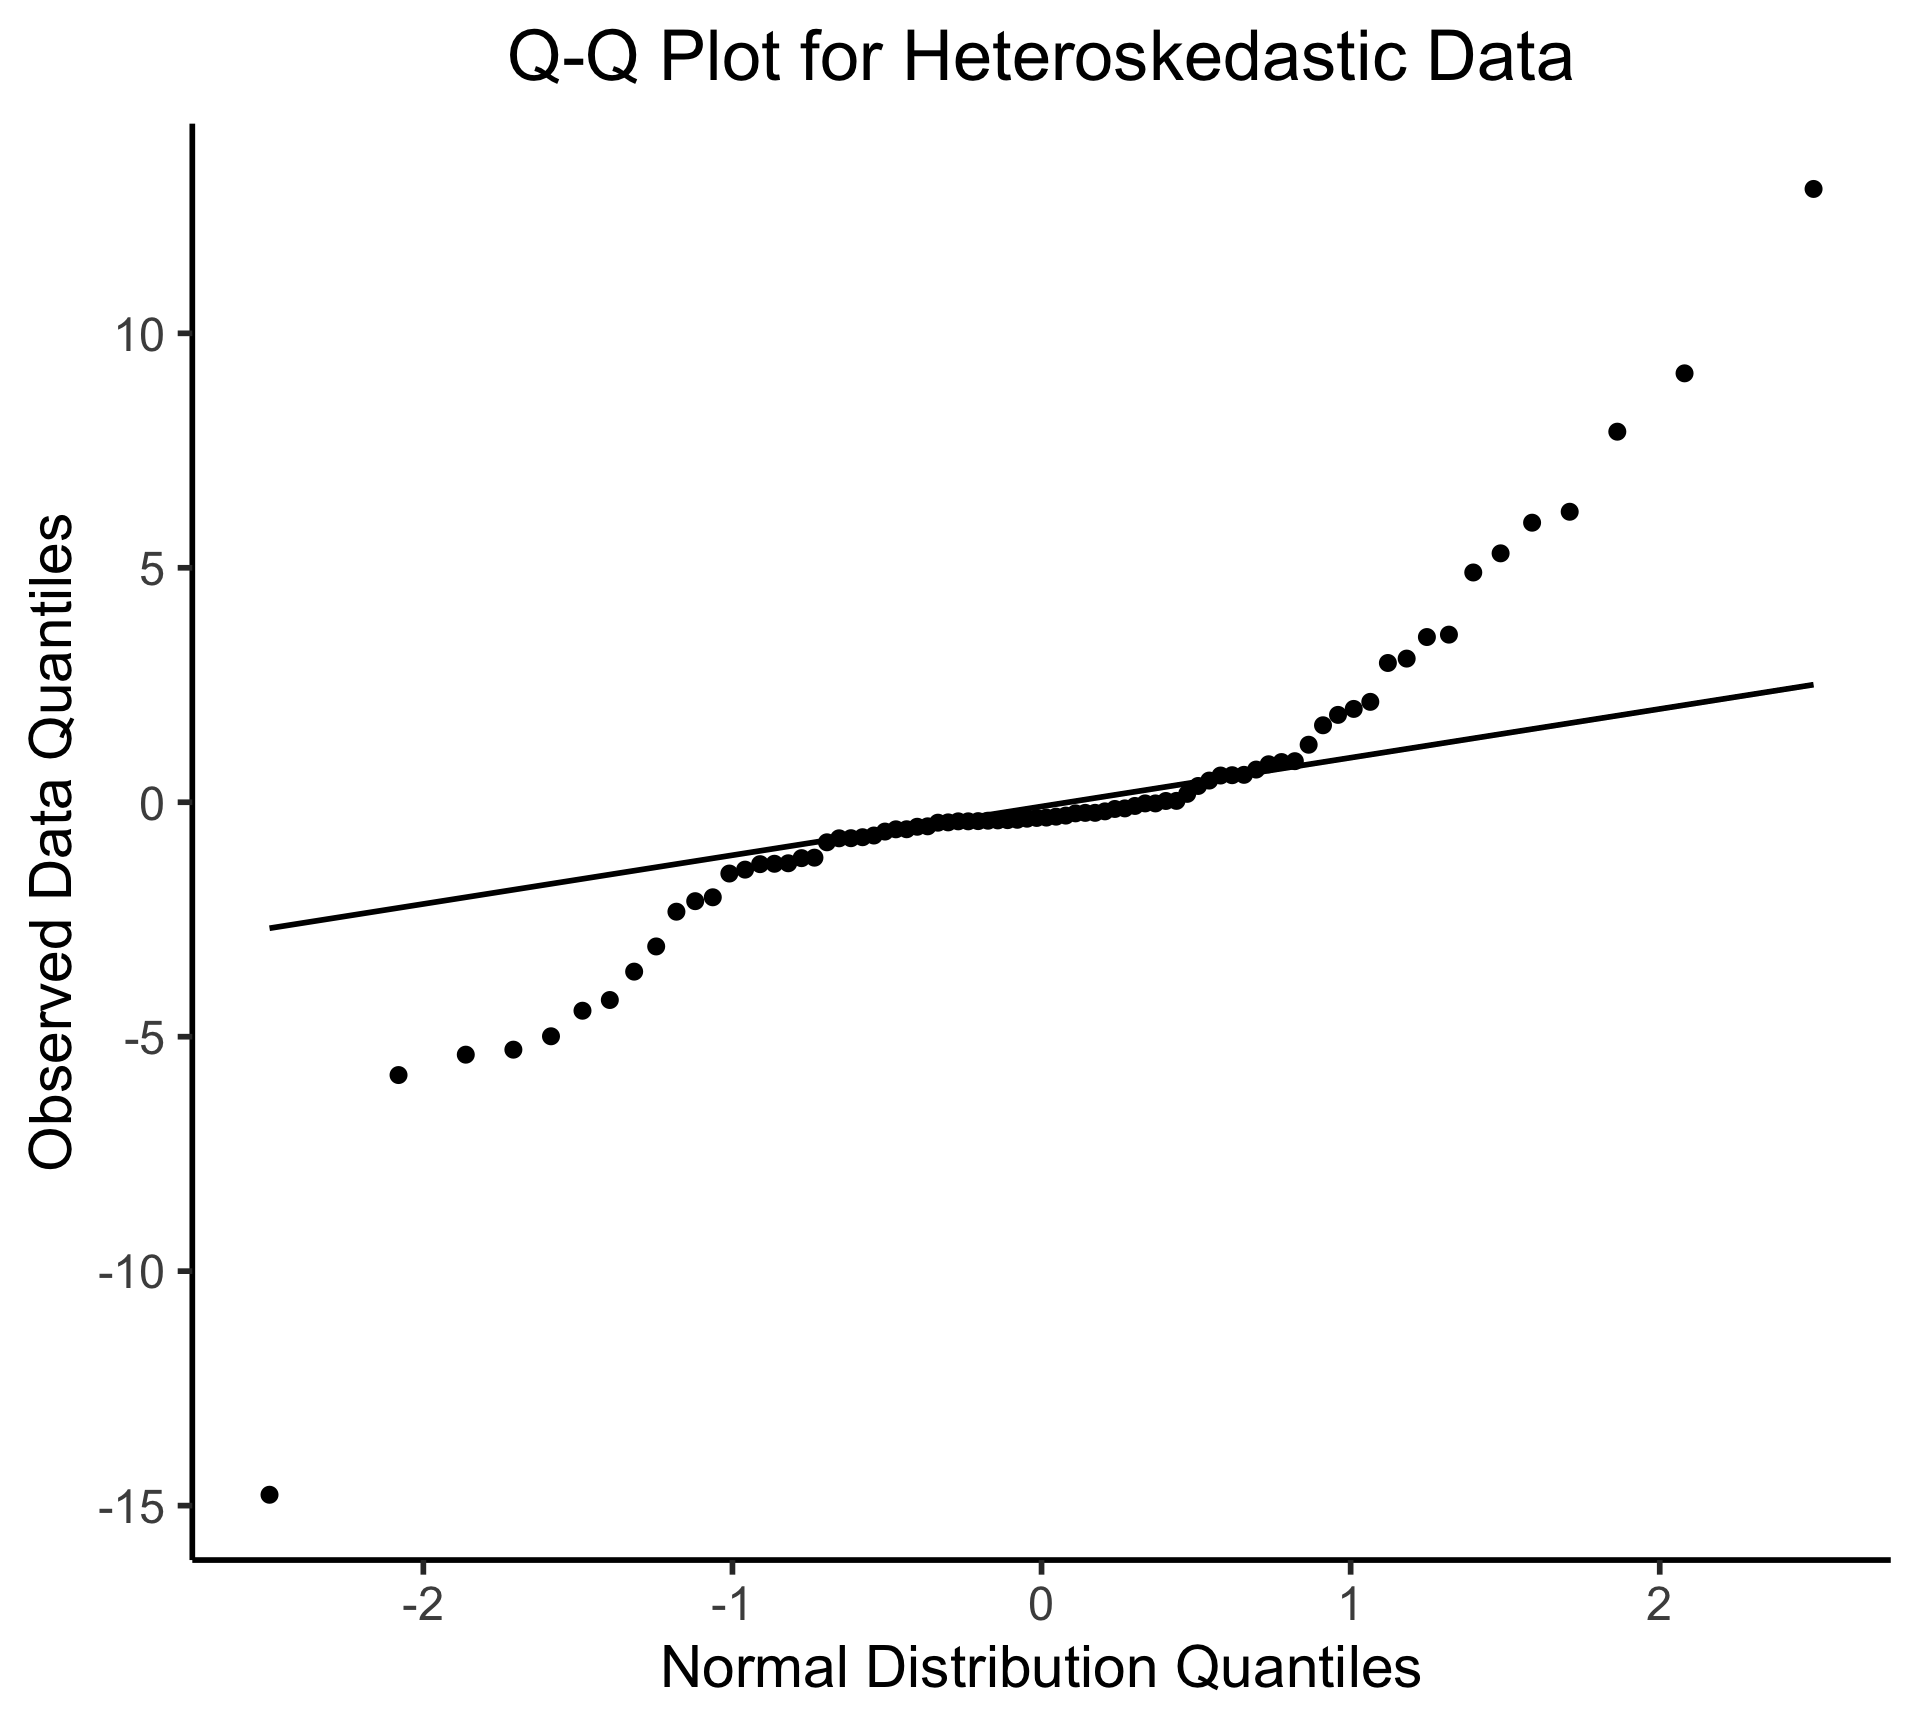 Q-Q Plot for Heteroskedastic Data
Observed Data Quantiles
10
5
0
-5
-10
-15
-2 -1 0 1 2
Normal Distribution Quantiles